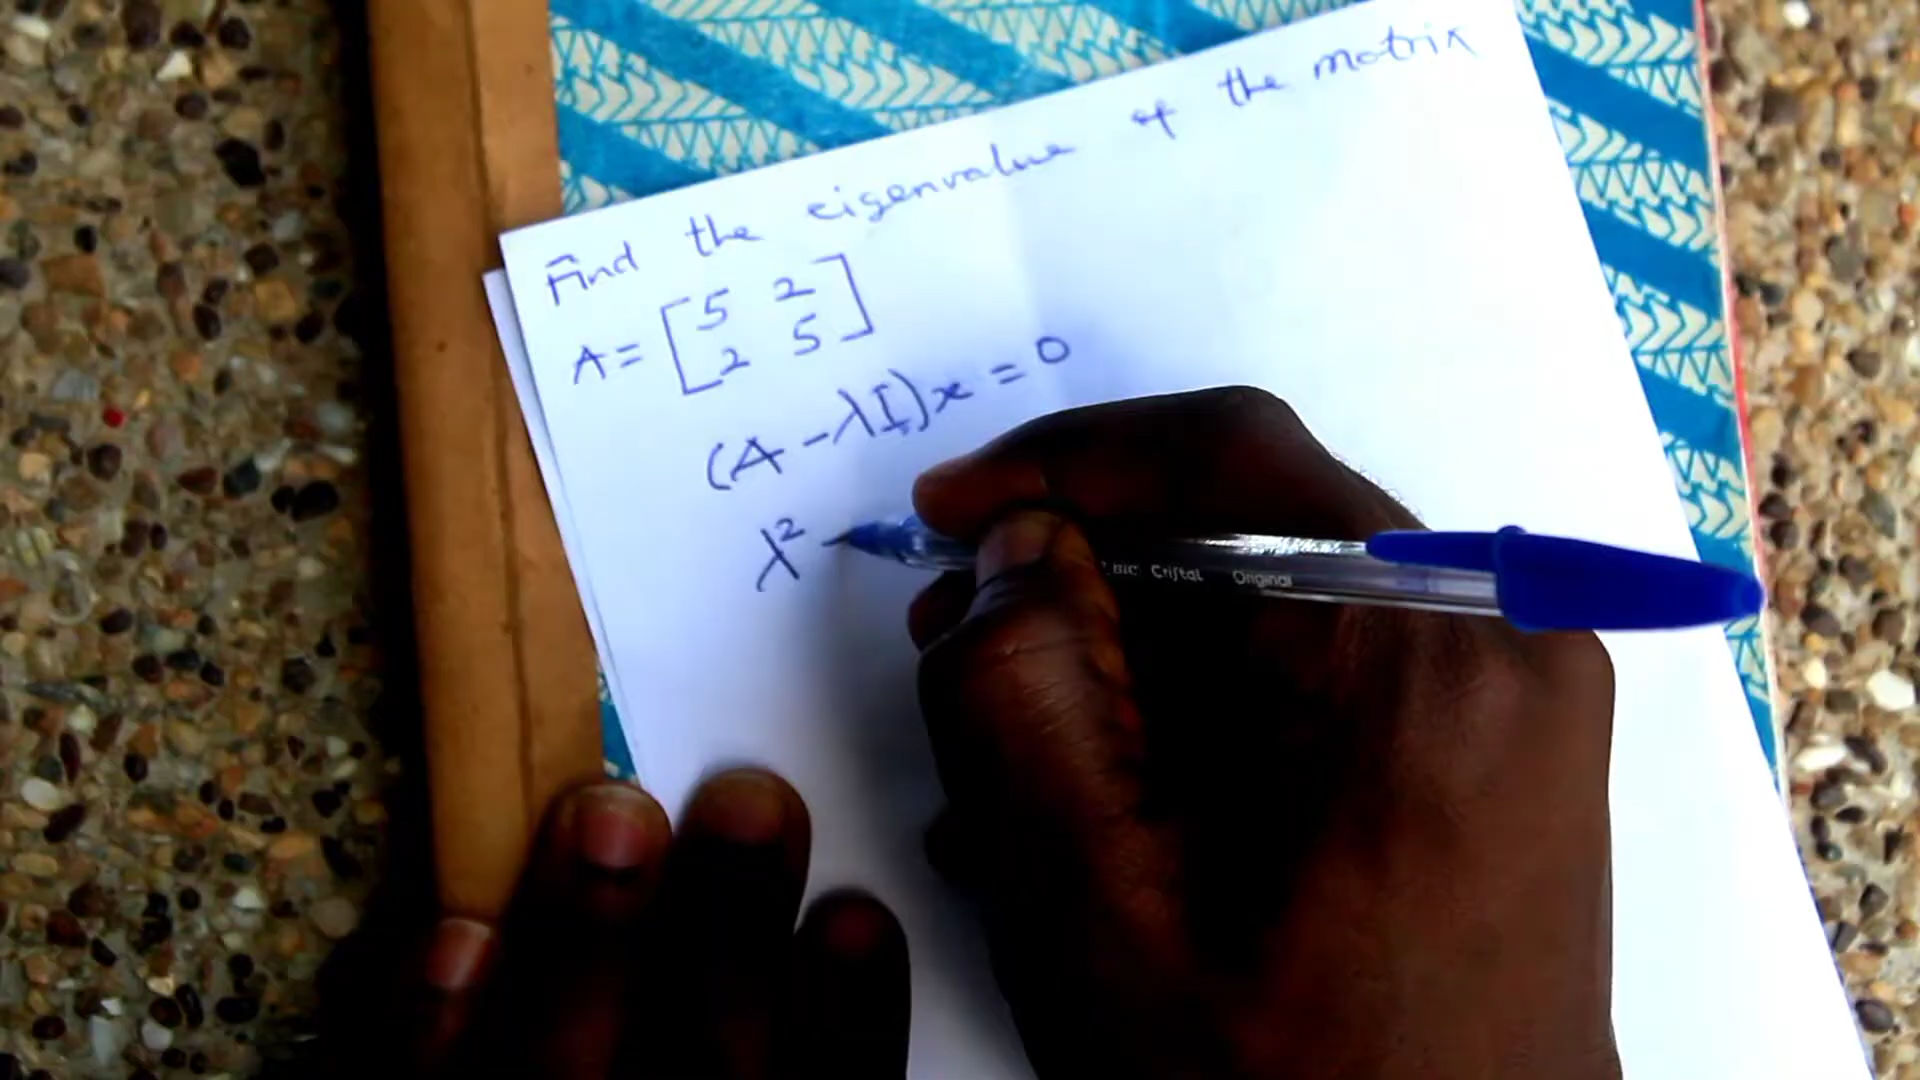 Find the eigenvalue of the matrix
A = [5 2
2 5]
(A - λI)x = 0
λ² -
BIC Cristal Original